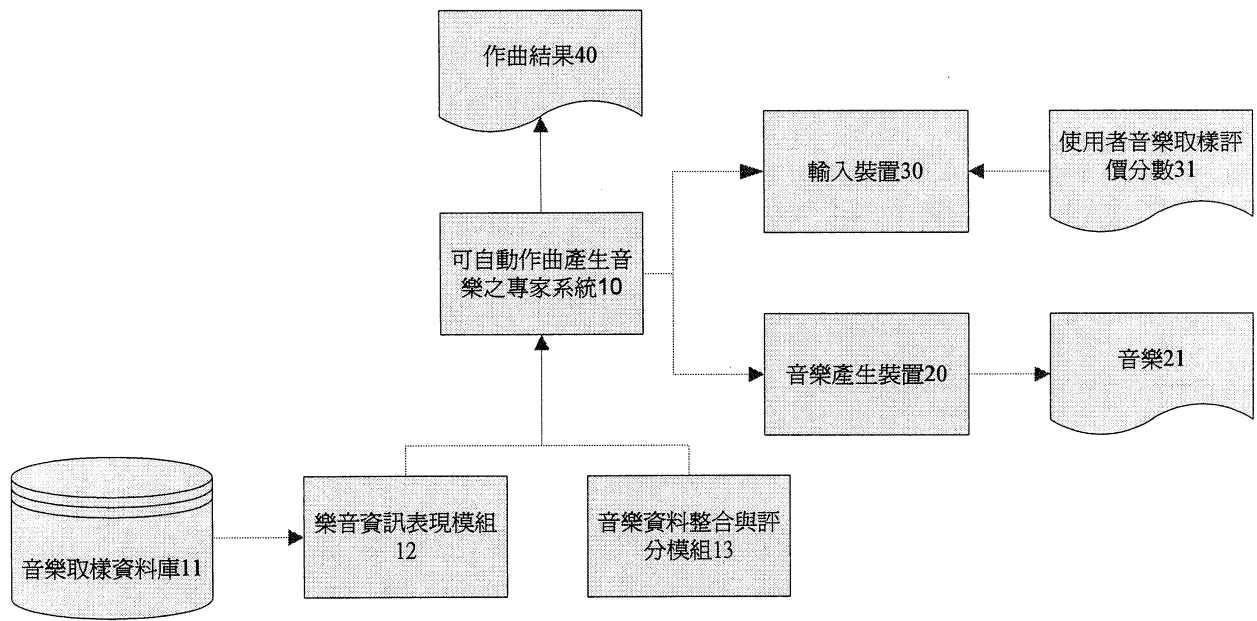 作曲結果40
輸入裝置30
使用者音樂取樣評
價分數31
可自動作曲產生音
樂之專家系統10
音樂產生裝置20
音樂21
音樂取樣資料庫11
樂音資訊表現模組
12
音樂資料整合與評
分模組13